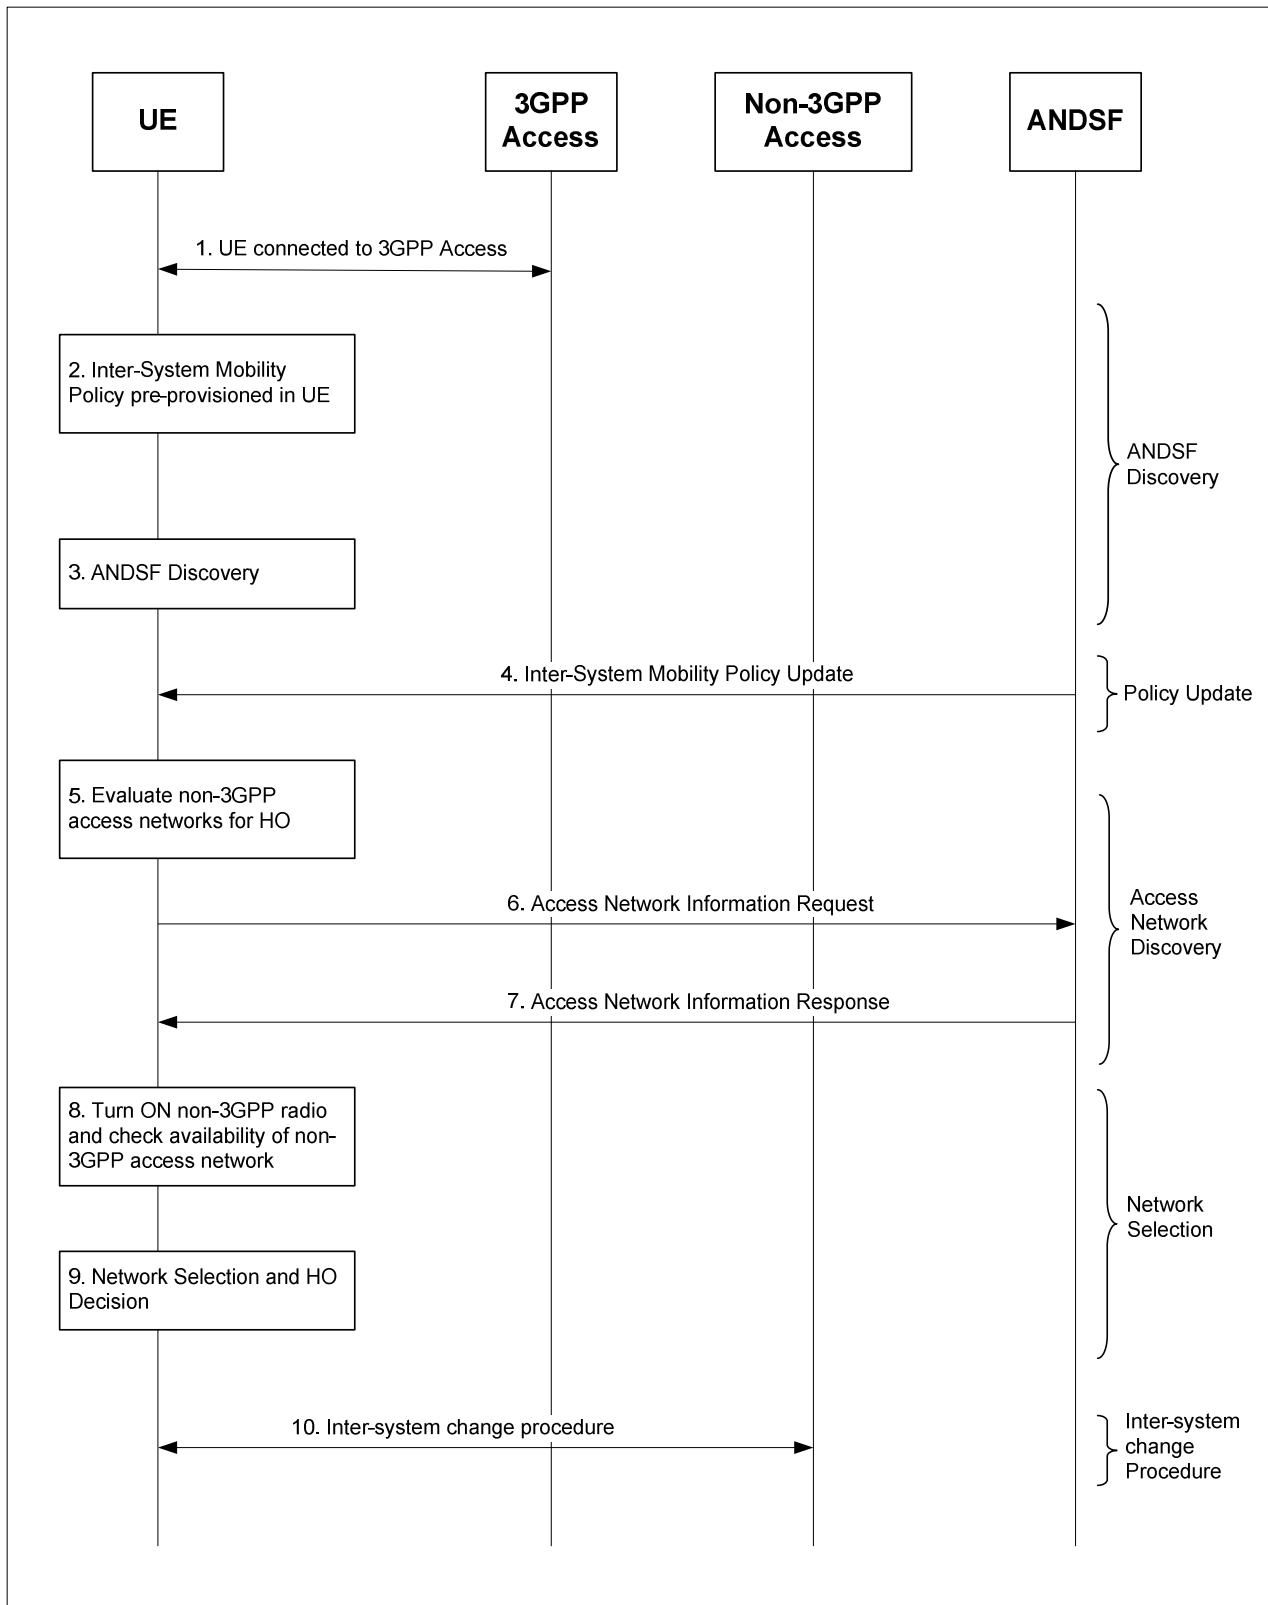 UE
3GPP
Access
Non-3GPP
Access
ANDSF
1. UE connected to 3GPP Access
2. Inter-System Mobility
Policy pre-provisioned in UE
ANDSF
Discovery
3. ANDSF Discovery
4. Inter-System Mobility Policy Update
Policy Update
5. Evaluate non-3GPP
access networks for HO
6. Access Network Information Request
Access
Network
Discovery
7. Access Network Information Response
8. Turn ON non-3GPP radio
and check availability of non-
3GPP access network
Network
Selection
9. Network Selection and HO
Decision
10. Inter-system change procedure
Inter-system
change
Procedure